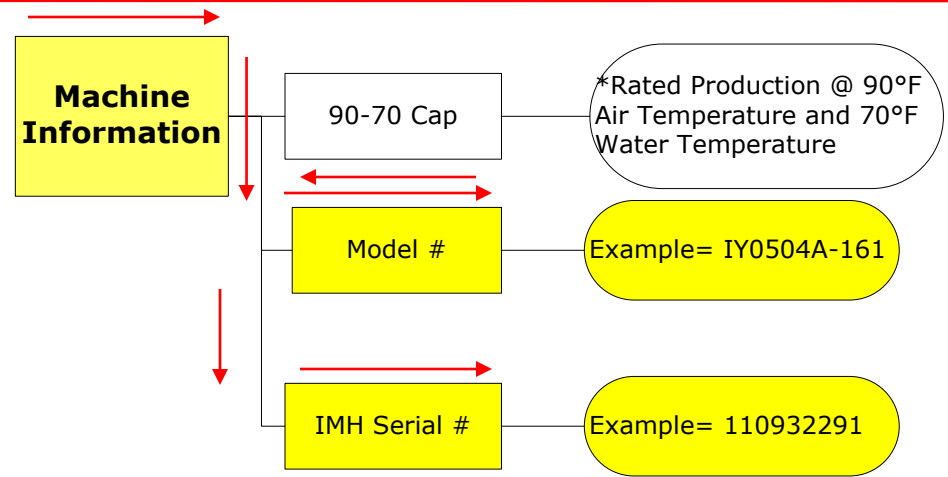 Machine
Information
90-70 Cap
*Rated Production @ 90°F
Air Temperature and 70°F
Water Temperature
Model #
Example= IY0504A-161
IMH Serial #
Example= 110932291